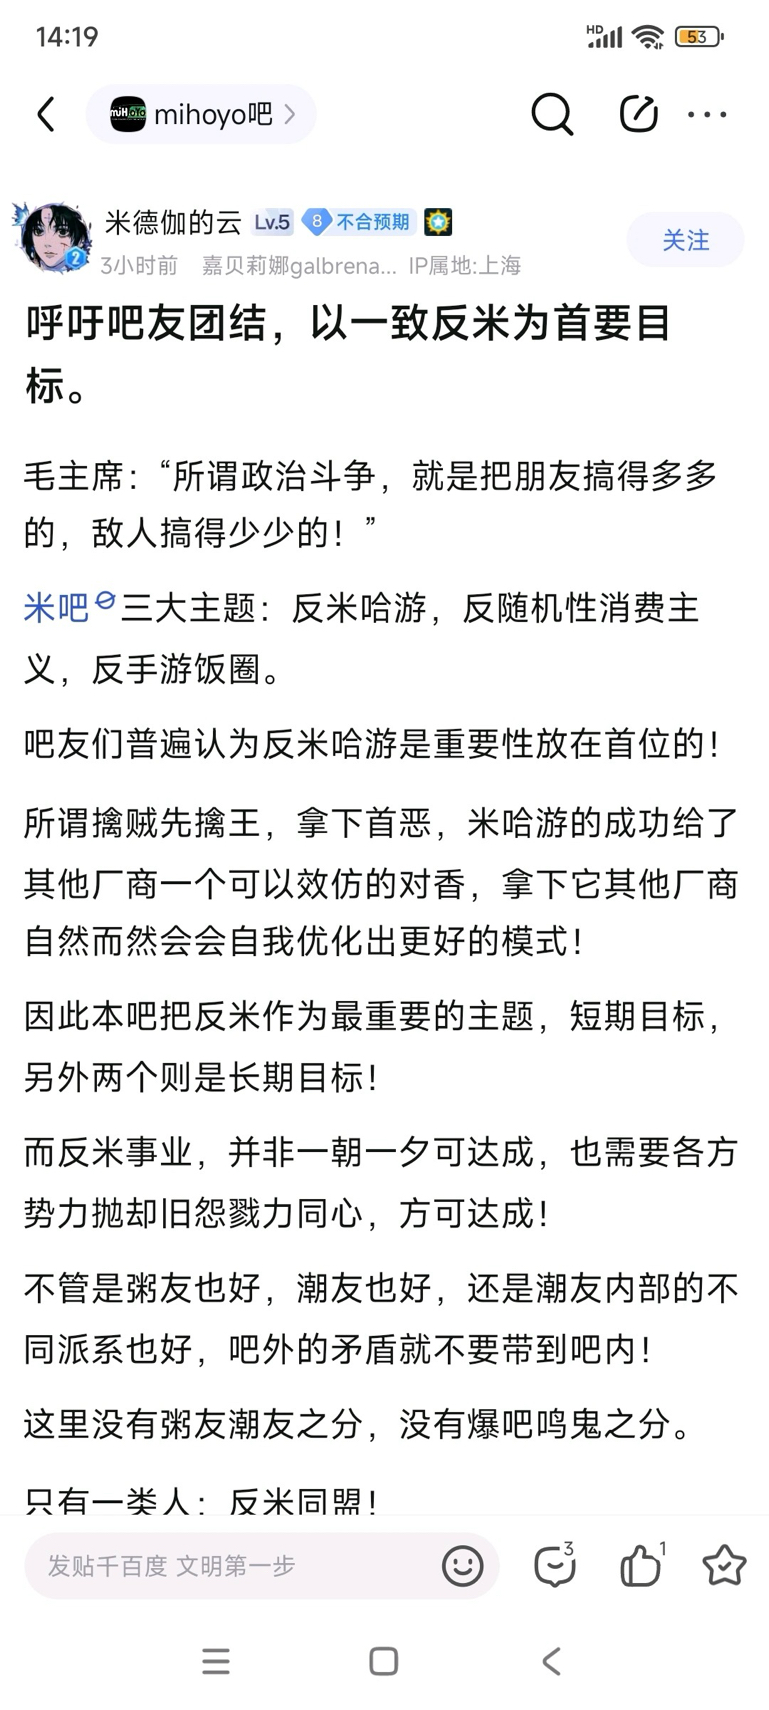 14:19
HD
53
miHoYo
mihoyo吧
米德伽的云 Lv.5 8 不合预期
2
3小时前 嘉贝莉娜galbrena... IP属地:上海
关注
呼吁吧友团结，以一致反米为首要目
标。
毛主席：“所谓政治斗争，就是把朋友搞得多多
的，敌人搞得少少的！”
米吧三大主题：反米哈游，反随机性消费主
义，反手游饭圈。
吧友们普遍认为反米哈游是重要性放在首位的！
所谓擒贼先擒王，拿下首恶，米哈游的成功给了
其他厂商一个可以效仿的对香，拿下它其他厂商
自然而然会会自我优化出更好的模式！
因此本吧把反米作为最重要的主题，短期目标，
另外两个则是长期目标！
而反米事业，并非一朝一夕可达成，也需要各方
势力抛却旧怨戮力同心，方可达成！
不管是粥友也好，潮友也好，还是潮友内部的不
同派系也好，吧外的矛盾就不要带到吧内！
这里没有粥友潮友之分，没有爆吧鸣鬼之分。
只有一类人：反米同盟！
发贴千百度 文明第一步
3
1